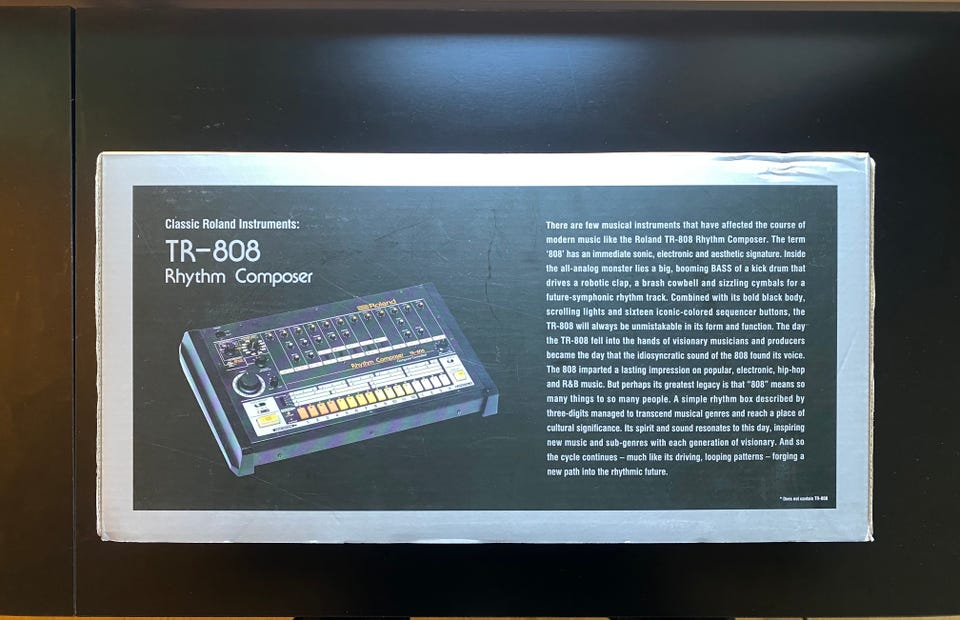 Classic Roland Instruments:
TR-808
Rhythm Composer
Roland
Rhythm Composer TR-808
There are few musical instruments that have affected the course of
modern music like the Roland TR-808 Rhythm Composer. The term
'808' has an immediate sonic, electronic and aesthetic signature. Inside
the all-analog monster lies a big, booming BASS of a kick drum that
drives a robotic clap, a brash cowbell and sizzling cymbals for a
future-symphonic rhythm track. Combined with its bold black body,
scrolling lights and sixteen iconic-colored sequencer buttons, the
TR-808 will always be unmistakable in its form and function. The day
the TR-808 fell into the hands of visionary musicians and producers
became the day that the idiosyncratic sound of the 808 found its voice.
The 808 imparted a lasting impression on popular, electronic, hip-hop
and R&B music. But perhaps its greatest legacy is that "808" means so
many things to so many people. A simple rhythm box described by
three-digits managed to transcend musical genres and reach a place of
cultural significance. Its spirit and sound resonates to this day, inspiring
new music and sub-genres with each generation of visionary. And so
the cycle continues – much like its driving, looping patterns – forging a
new path into the rhythmic future.
* Does not contain TR-808